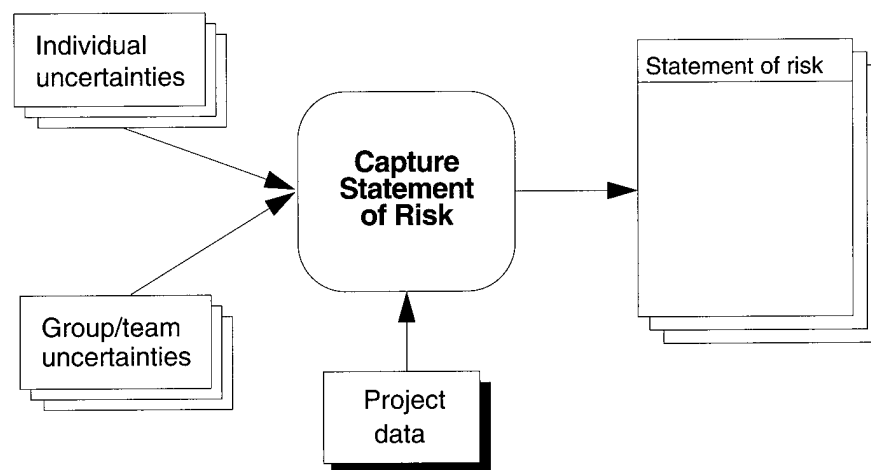 Individual
uncertainties
Statement of risk
Capture
Statement
of Risk
Group/team
uncertainties
Project
data